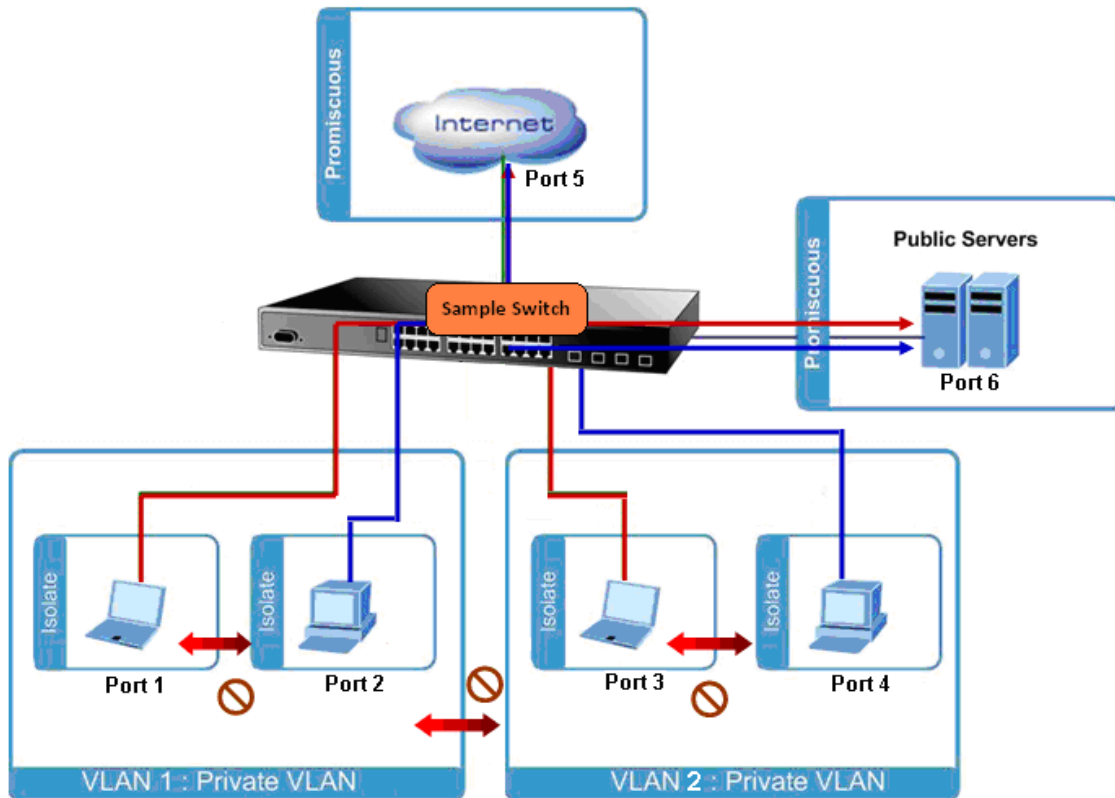 Promiscuous
Internet
Port 5
Promiscuous
Public Servers
Port 6
Sample Switch
Isolate
Port 1
Isolate
Port 2
Isolate
Port 3
Isolate
Port 4
VLAN 1 : Private VLAN
VLAN 2 : Private VLAN